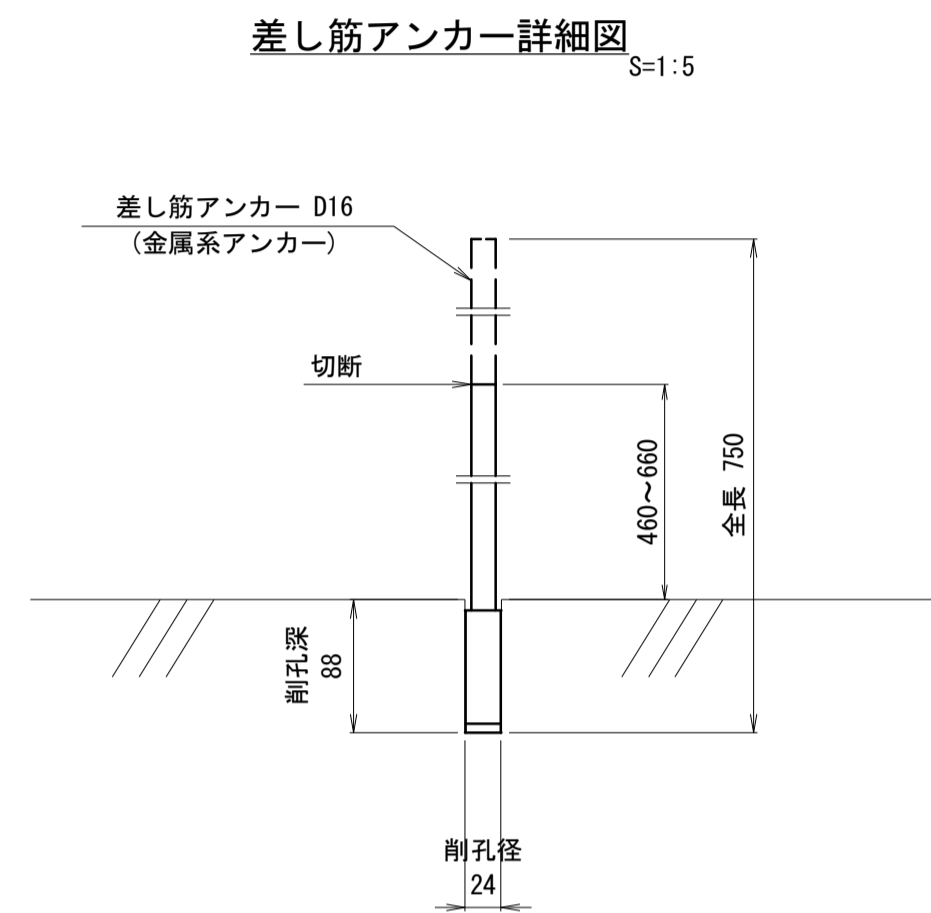 差し筋アンカー詳細図
S=1:5
差し筋アンカー D16
(金属系アンカー)
切断
460~660
全長 750
削孔深
88
削孔径
24